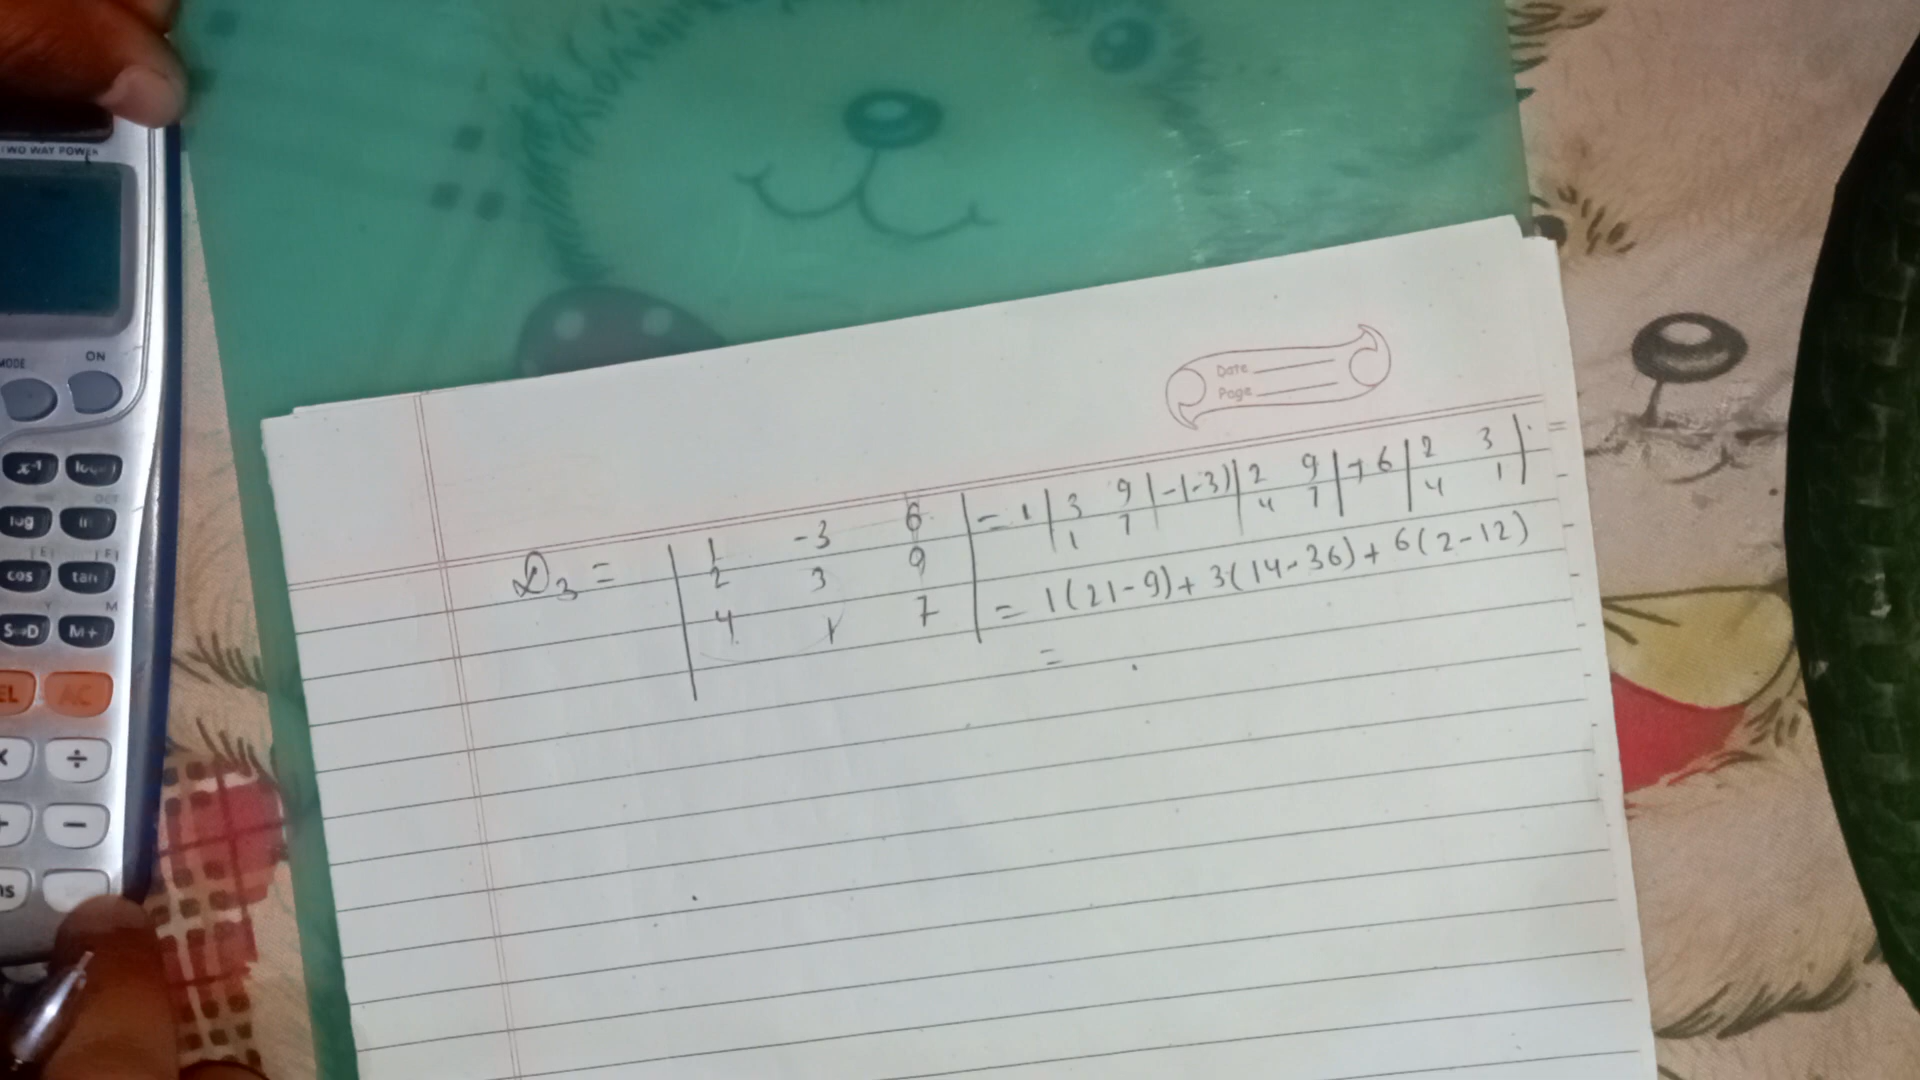 TWO WAY POWER
MODE ON
x⁻¹
log
cos tan
S⇔D M+
AC
× ÷
+ −
Date
Page
D₃ = | 1 -3 6 | = 1 | 3 9 | -(-3) | 2 9 | + 6 | 2 3 |
| 2 3 9 | | 1 7 | | 4 7 | | 4 1 |
| 4 1 7 | = 1(21-9) + 3(14-36) + 6(2-12)
=